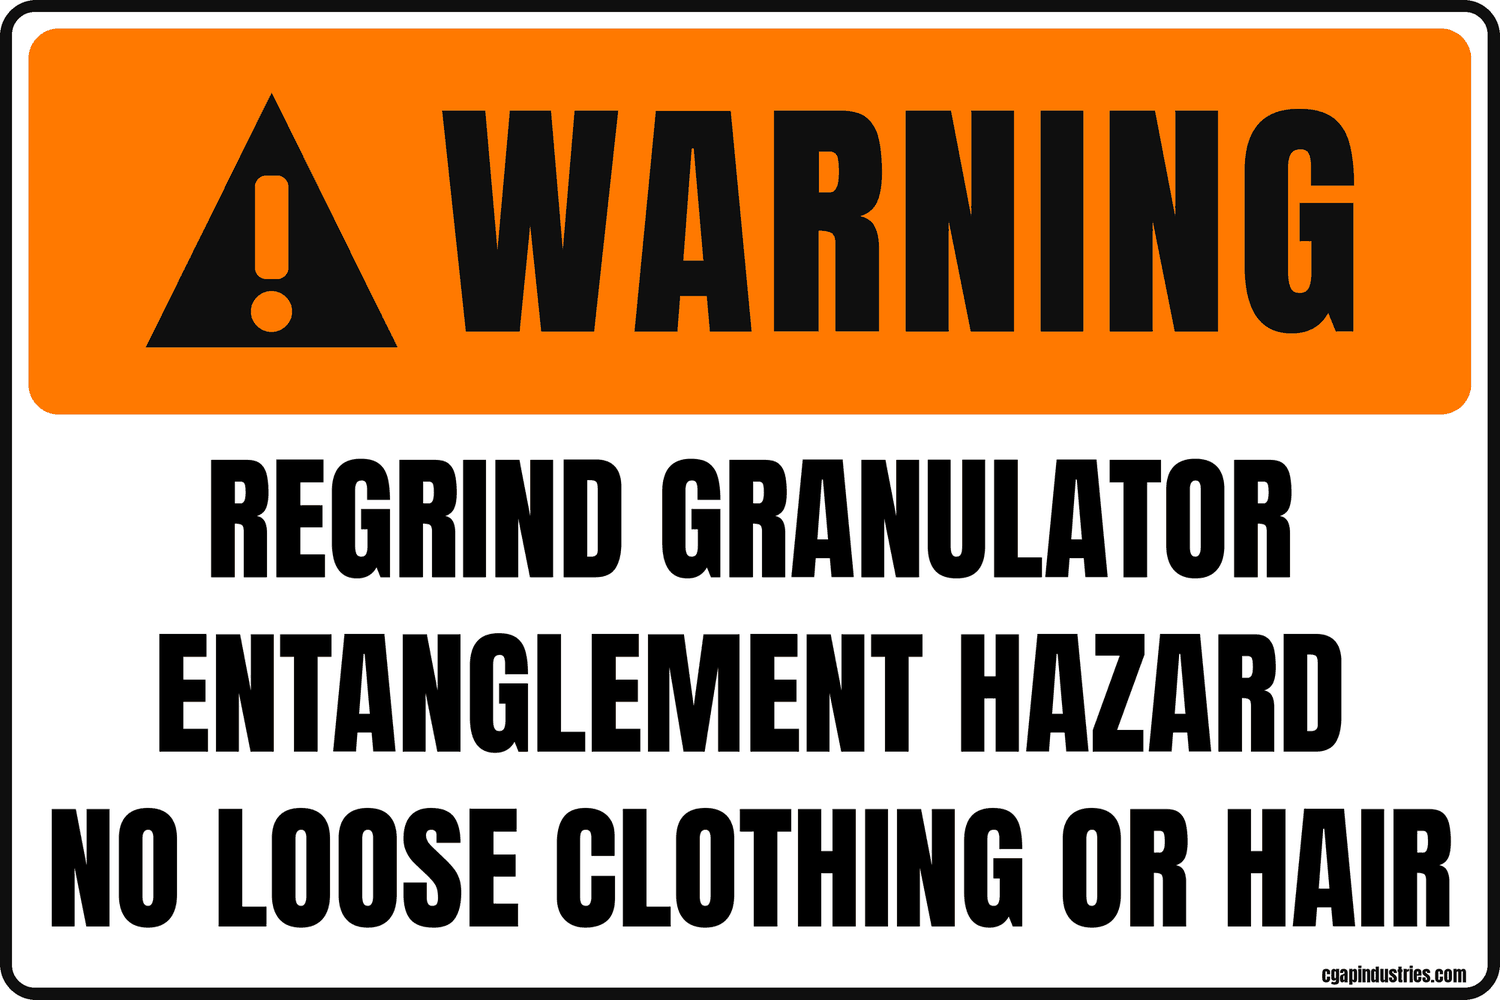 WARNING
REGRIND GRANULATOR
ENTANGLEMENT HAZARD
NO LOOSE CLOTHING OR HAIR
cgapindustries.com